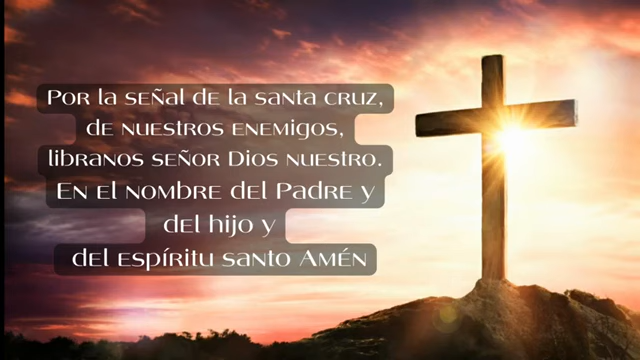 Por la señal de la santa cruz,
de nuestros enemigos,
libranos señor Dios nuestro.
En el nombre del Padre y
del hijo y
del espíritu santo Amén